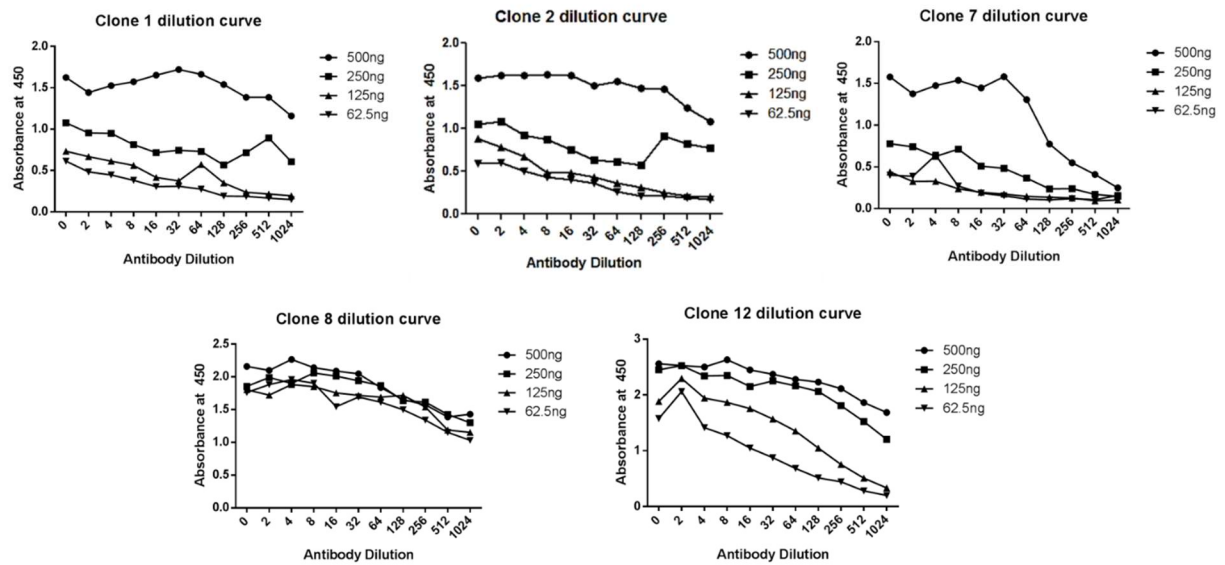 Clone 1 dilution curve
Absorbance at 450
2.0
1.5
1.0
0.5
0.0
0 2 4 8 16 32 64 128 256 512 1024
Antibody Dilution
500ng
250ng
125ng
62.5ng
Clone 2 dilution curve
Absorbance at 450
2.0
1.5
1.0
0.5
0.0
0 2 4 8 16 32 64 128 256 512 1024
Antibody Dilution
500ng
250ng
125ng
62.5ng
Clone 7 dilution curve
Absorbance at 450
2.0
1.5
1.0
0.5
0.0
0 2 4 8 16 32 64 128 256 512 1024
Antibody Dilution
500ng
250ng
125ng
62.5ng
Clone 8 dilution curve
Absorbance at 450
2.5
2.0
1.5
1.0
0.5
0.0
0 2 4 8 16 32 64 128 256 512 1024
Antibody Dilution
500ng
250ng
125ng
62.5ng
Clone 12 dilution curve
Absorbance at 450
3
2
1
0
0 2 4 8 16 32 64 128 256 512 1024
Antibody Dilution
500ng
250ng
125ng
62.5ng